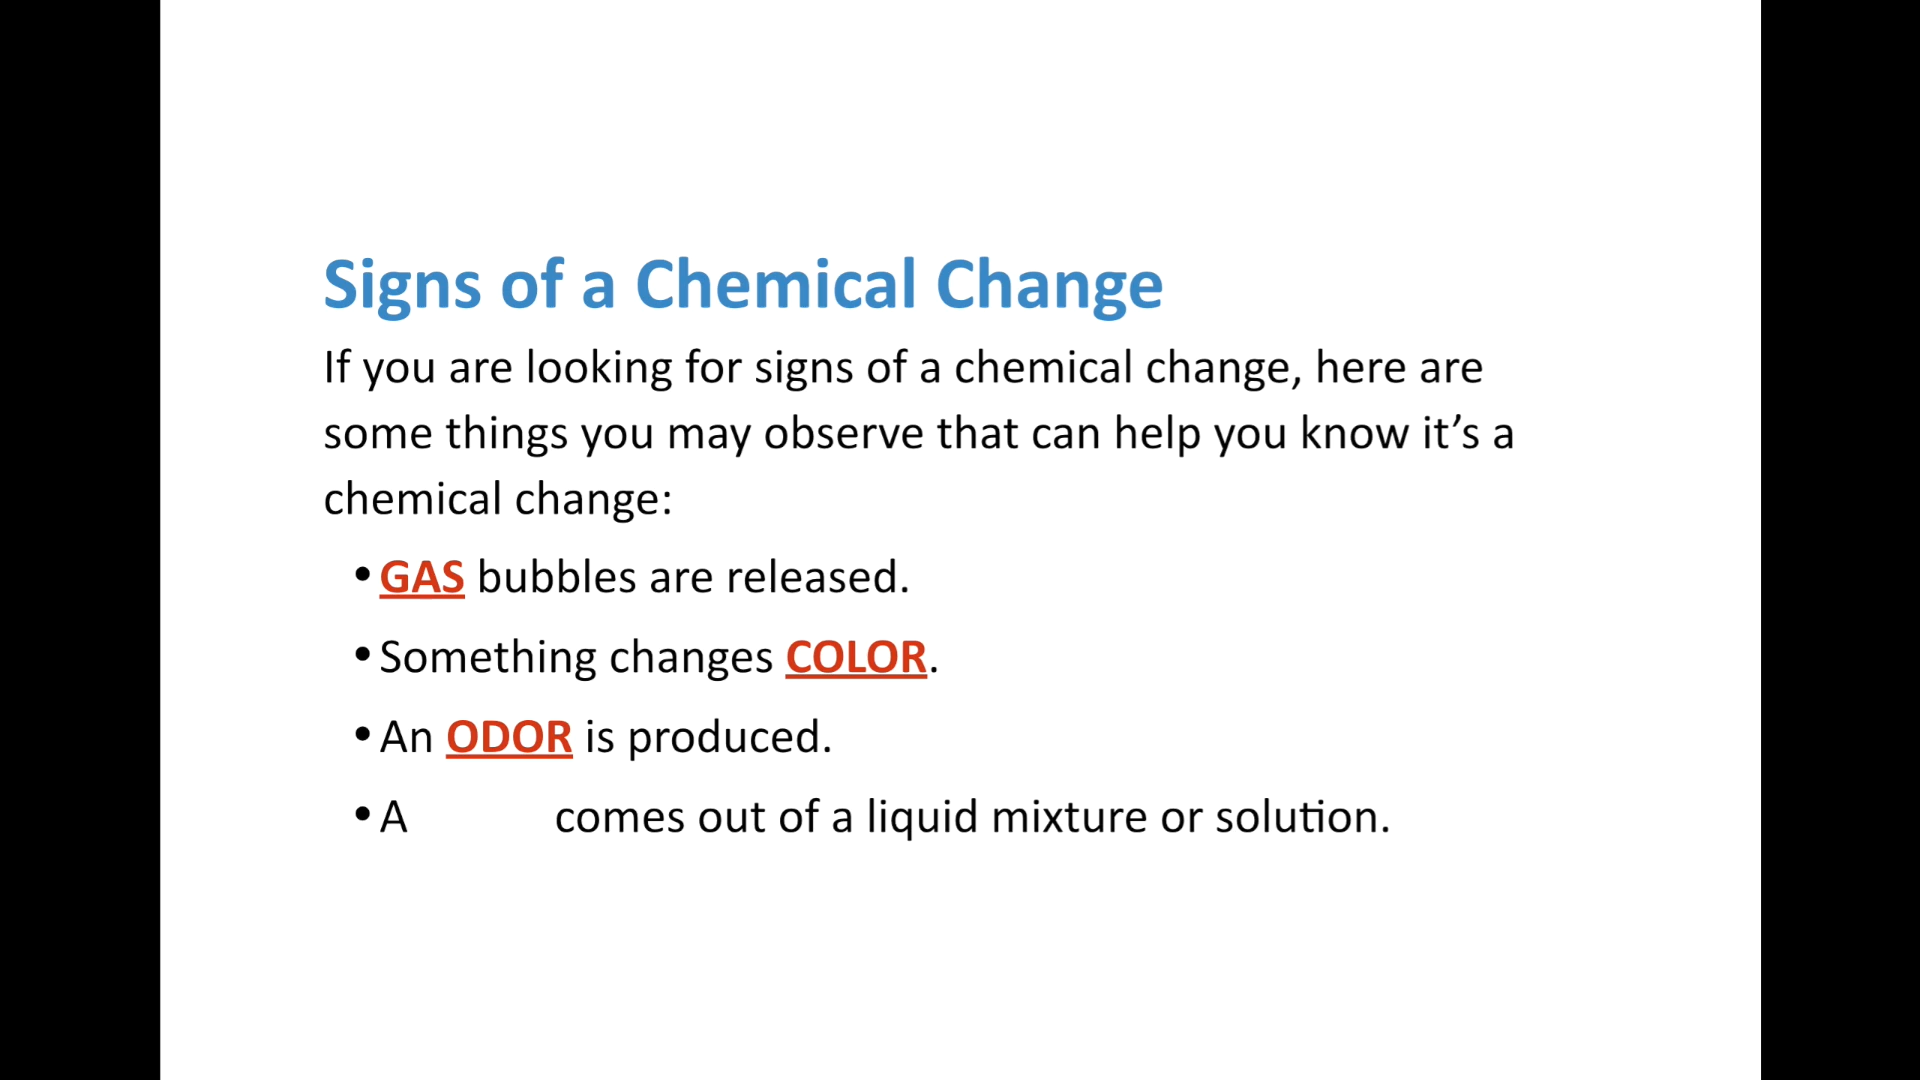 Signs of a Chemical Change
If you are looking for signs of a chemical change, here are
some things you may observe that can help you know it’s a
chemical change:
•GAS bubbles are released.
•Something changes COLOR.
•An ODOR is produced.
•A comes out of a liquid mixture or solution.